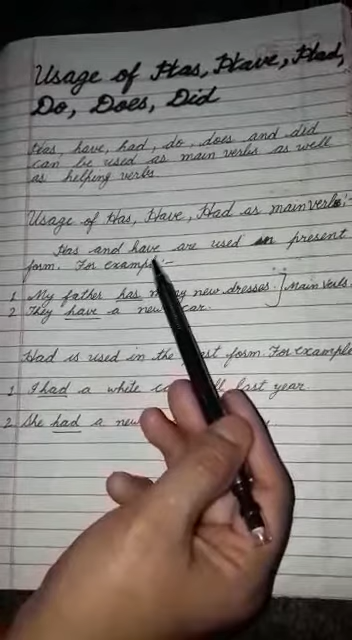 Usage of Has, Have, Had,
Do, Does, Did
Has, have, had, do, does and did
can be used as main verbs as well
as helping verbs.
Usage of Has, Have, Had as main verbs:-
Has and have are used in present
form. For example:-
1 My father has many new dresses. Main Verb.
2 They have a new car.
Had is used in the past form. For example
1 I had a white last year.
2 She had a new